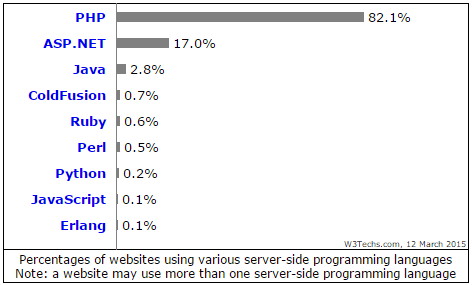 PHP 82.1%
ASP.NET 17.0%
Java 2.8%
ColdFusion 0.7%
Ruby 0.6%
Perl 0.5%
Python 0.2%
JavaScript 0.1%
Erlang 0.1%
W3Techs.com, 12 March 2015
Percentages of websites using various server-side programming languages
Note: a website may use more than one server-side programming language